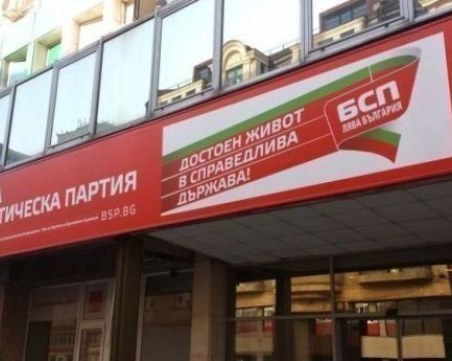 ТИЧЕСКА ПАРТИЯ
BSP.BG
ДОСТОЕН ЖИВОТ
В СПРАВЕДЛИВА
ДЪРЖАВА!
БСП
ЛЯВА БЪЛГАРИЯ